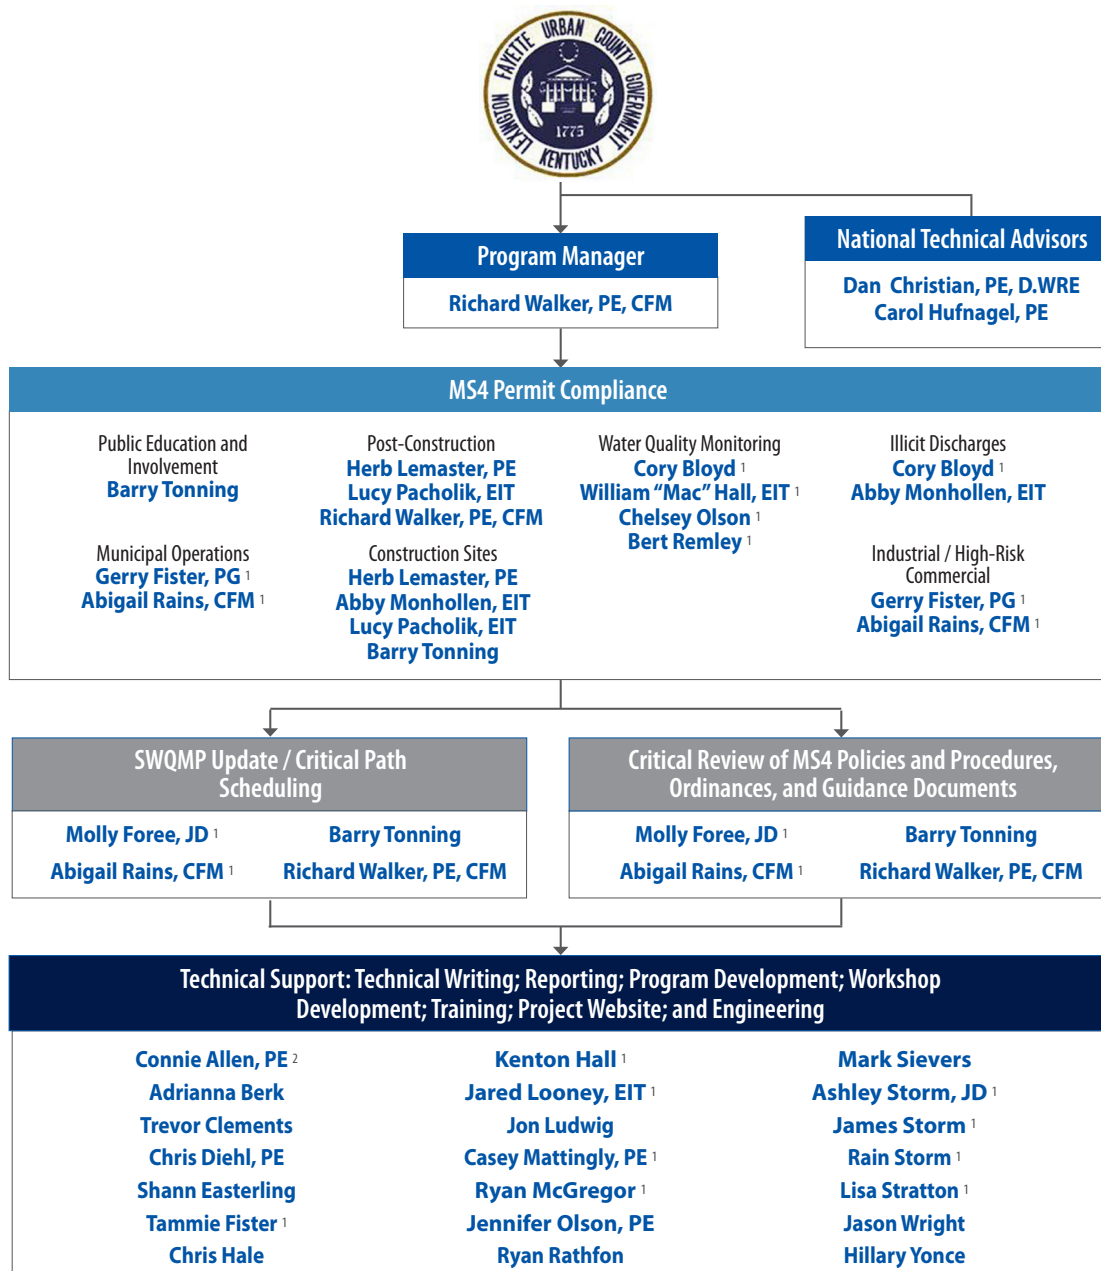 LEXINGTON FAYETTE URBAN COUNTY GOVERNMENT
1775
KENTUCKY
Program Manager
Richard Walker, PE, CFM
National Technical Advisors
Dan Christian, PE, D.WRE
Carol Hufnagel, PE
MS4 Permit Compliance
Public Education and
Involvement
Barry Tonning
Municipal Operations
Gerry Fister, PG 1
Abigail Rains, CFM 1
Post-Construction
Herb Lemaster, PE
Lucy Pacholik, EIT
Richard Walker, PE, CFM
Construction Sites
Herb Lemaster, PE
Abby Monhollen, EIT
Lucy Pacholik, EIT
Barry Tonning
Water Quality Monitoring
Cory Bloyd 1
William “Mac” Hall, EIT 1
Chelsey Olson 1
Bert Remley 1
Illicit Discharges
Cory Bloyd 1
Abby Monhollen, EIT
Industrial / High-Risk
Commercial
Gerry Fister, PG 1
Abigail Rains, CFM 1
SWQMP Update / Critical Path
Scheduling
Molly Foree, JD 1
Abigail Rains, CFM 1
Barry Tonning
Richard Walker, PE, CFM
Critical Review of MS4 Policies and Procedures,
Ordinances, and Guidance Documents
Molly Foree, JD 1
Abigail Rains, CFM 1
Barry Tonning
Richard Walker, PE, CFM
Technical Support: Technical Writing; Reporting; Program Development; Workshop
Development; Training; Project Website; and Engineering
Connie Allen, PE 2
Adrianna Berk
Trevor Clements
Chris Diehl, PE
Shann Easterling
Tammie Fister 1
Chris Hale
Kenton Hall 1
Jared Looney, EIT 1
Jon Ludwig
Casey Mattingly, PE 1
Ryan McGregor 1
Jennifer Olson, PE
Ryan Rathfon
Mark Sievers
Ashley Storm, JD 1
James Storm 1
Rain Storm 1
Lisa Stratton 1
Jason Wright
Hillary Yonce